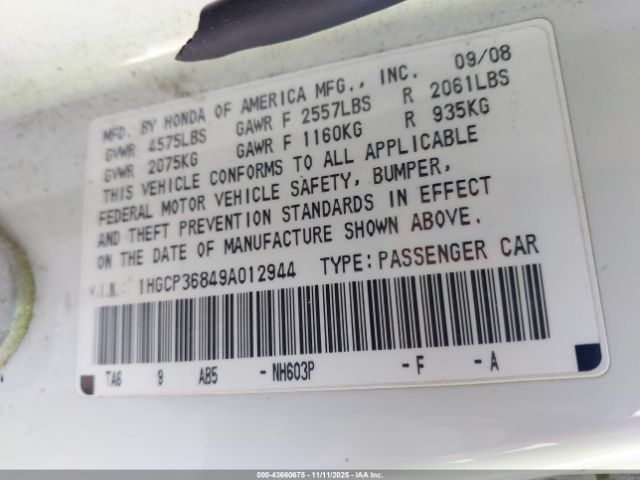 MFD. BY HONDA OF AMERICA MFG., INC. 09/08
GVWR 4575LBS GAWR F 2557LBS R 2061LBS
GVWR 2075KG GAWR F 1160KG R 935KG
THIS VEHICLE CONFORMS TO ALL APPLICABLE
FEDERAL MOTOR VEHICLE SAFETY, BUMPER,
AND THEFT PREVENTION STANDARDS IN EFFECT
ON THE DATE OF MANUFACTURE SHOWN ABOVE.
V.I.N.: 1HGCP36849A012944 TYPE: PASSENGER CAR
TA6 9 AB5 - NH603P - F - A
000-43660675 - 11/11/2025 - IAAI Inc.